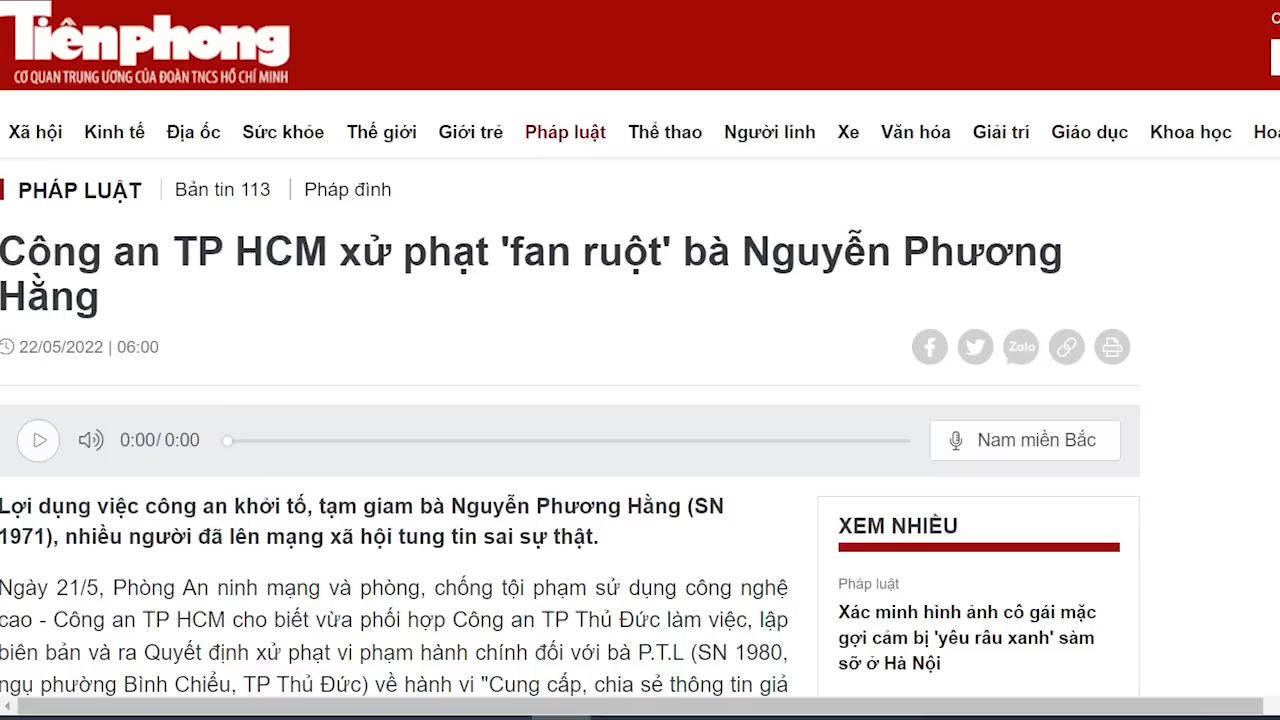 Tiênphong
CƠ QUAN TRUNG ƯƠNG CỦA ĐOÀN TNCS HỒ CHÍ MINH
Xã hội Kinh tế Địa ốc Sức khỏe Thế giới Giới trẻ Pháp luật Thể thao Người lính Xe Văn hóa Giải trí Giáo dục Khoa học
PHÁP LUẬT Bản tin 113 Pháp đình
Công an TP HCM xử phạt 'fan ruột' bà Nguyễn Phương
Hằng
22/05/2022 | 06:00
Zalo
0:00/ 0:00
Nam miền Bắc
Lợi dụng việc công an khởi tố, tạm giam bà Nguyễn Phương Hằng (SN
1971), nhiều người đã lên mạng xã hội tung tin sai sự thật.
Ngày 21/5, Phòng An ninh mạng và phòng, chống tội phạm sử dụng công nghệ
cao - Công an TP HCM cho biết vừa phối hợp Công an TP Thủ Đức làm việc, lập
biên bản và ra Quyết định xử phạt vi phạm hành chính đối với bà P.T.L (SN 1980,
ngụ phường Bình Chiểu, TP Thủ Đức) về hành vi "Cung cấp, chia sẻ thông tin giả
XEM NHIỀU
Pháp luật
Xác minh hình ảnh cô gái mặc
gợi cảm bị 'yêu râu xanh' sàm
sỡ ở Hà Nội